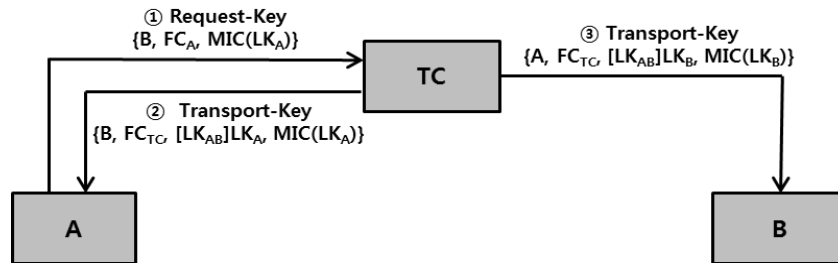 ① Request-Key
{B, FC_A, MIC(LK_A)}
TC
③ Transport-Key
{A, FC_TC, [LK_AB]LK_B, MIC(LK_B)}
② Transport-Key
{B, FC_TC, [LK_AB]LK_A, MIC(LK_A)}
A
B